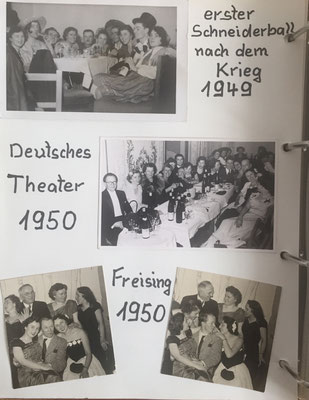 erster
Schneiderball
nach dem
Krieg
1949
Deutsches
Theater
1950
Freising
1950